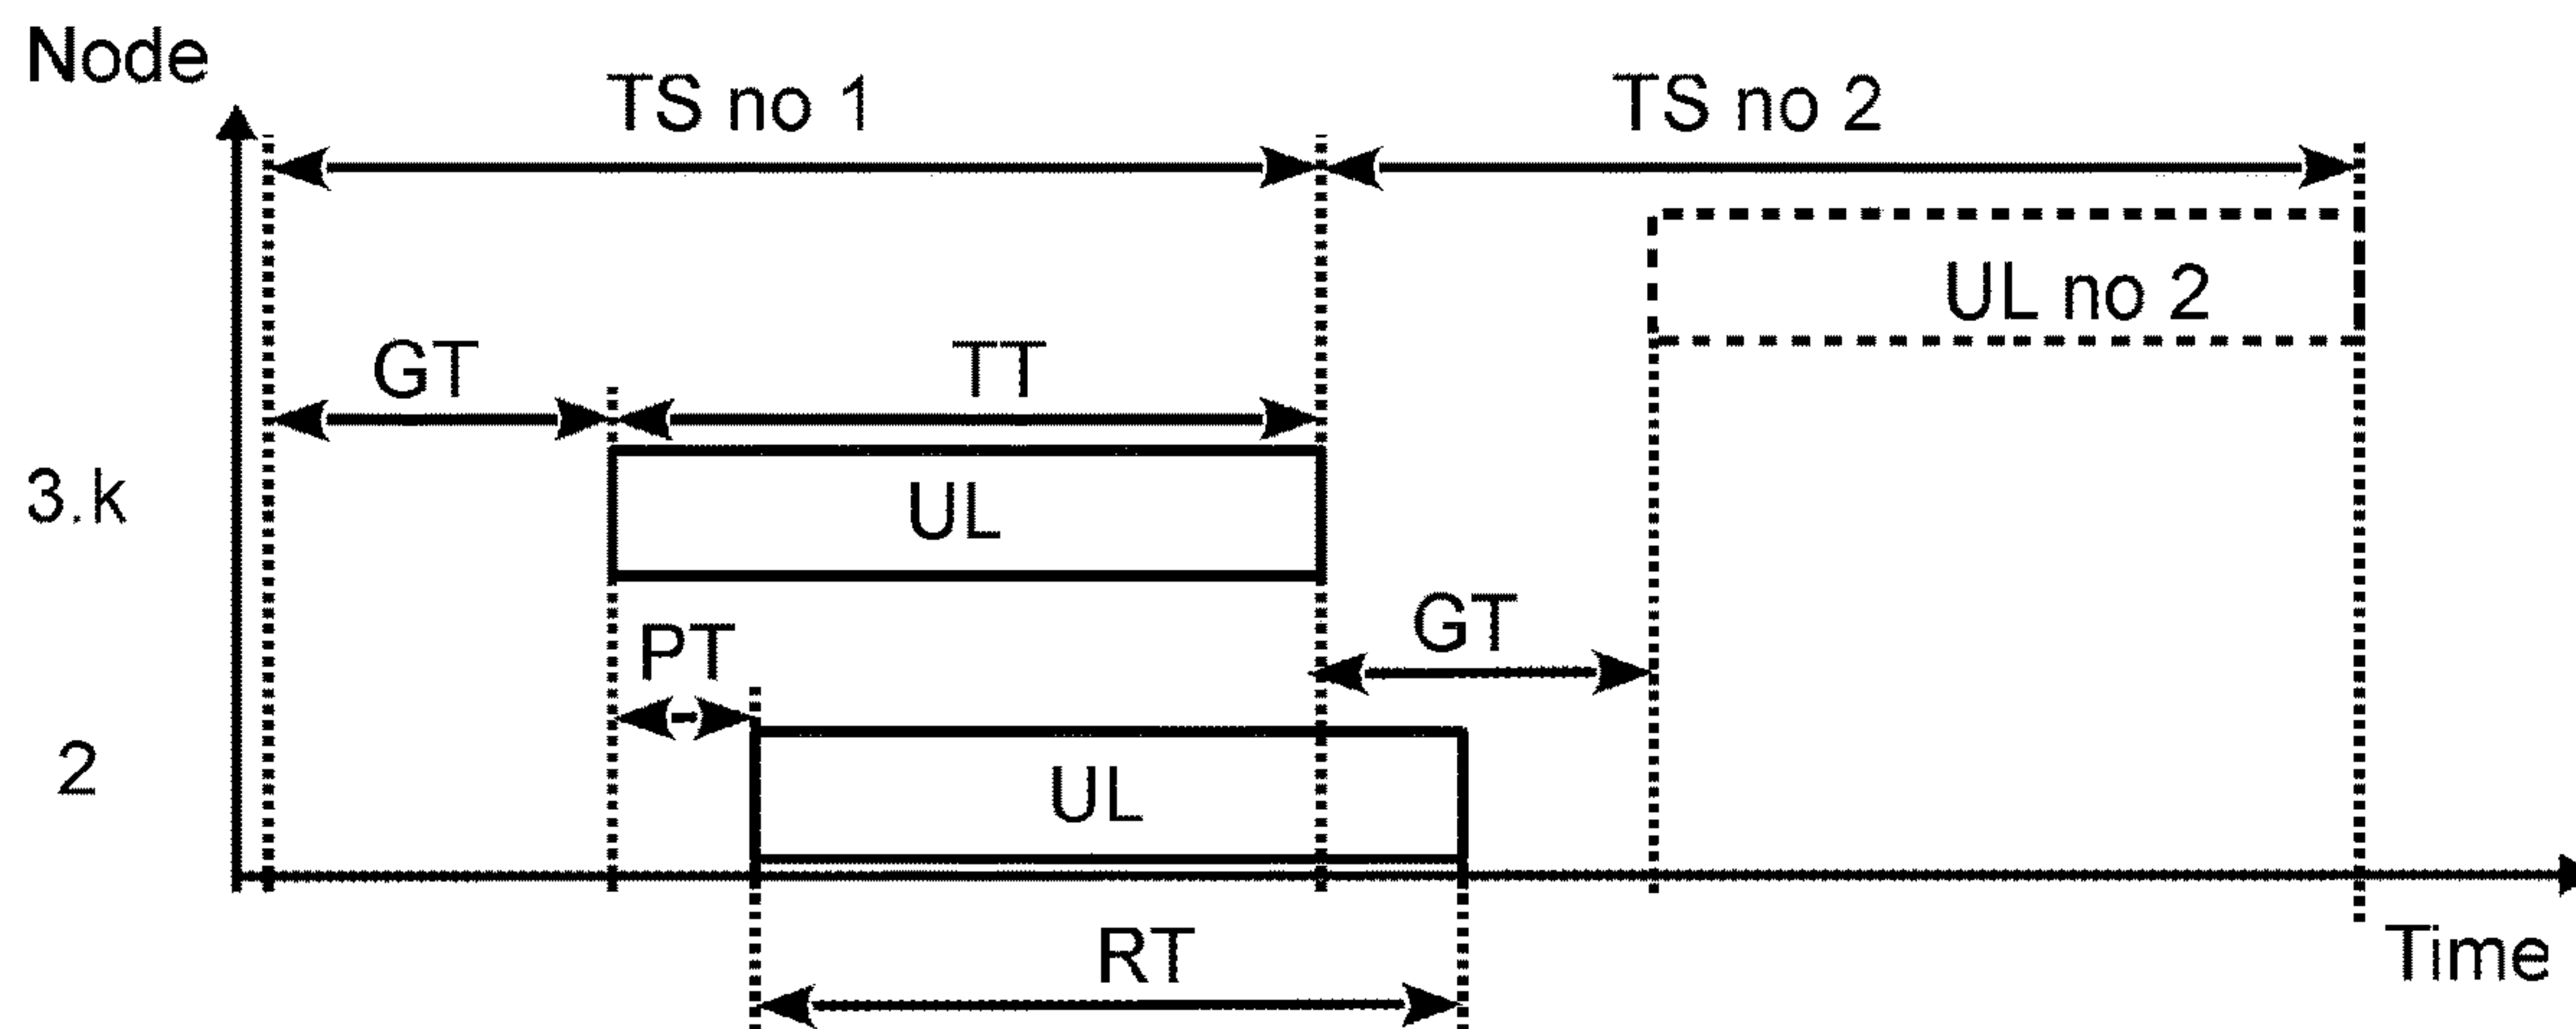 Node
TS no 1
TS no 2
UL no 2
GT
TT
3.k
UL
GT
PT
2
UL
RT
Time